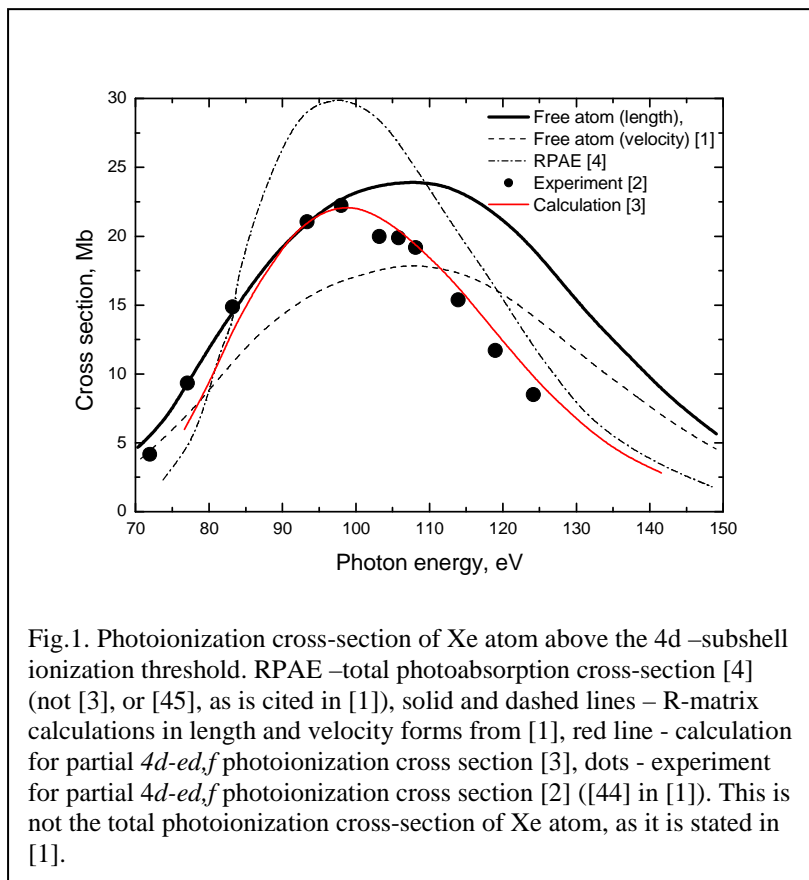 30
25
20
15
10
5
0
Cross section, Mb
70 80 90 100 110 120 130 140 150
Photon energy, eV
Free atom (length),
Free atom (velocity) [1]
RPAE [4]
Experiment [2]
Calculation [3]
Fig.1. Photoionization cross-section of Xe atom above the 4d –subshell
ionization threshold. RPAE –total photoabsorption cross-section [4]
(not [3], or [45], as is cited in [1]), solid and dashed lines – R-matrix
calculations in length and velocity forms from [1], red line - calculation
for partial 4d-ed,f photoionization cross section [3], dots - experiment
for partial 4d-ed,f photoionization cross section [2] ([44] in [1]). This is
not the total photoionization cross-section of Xe atom, as it is stated in
[1].